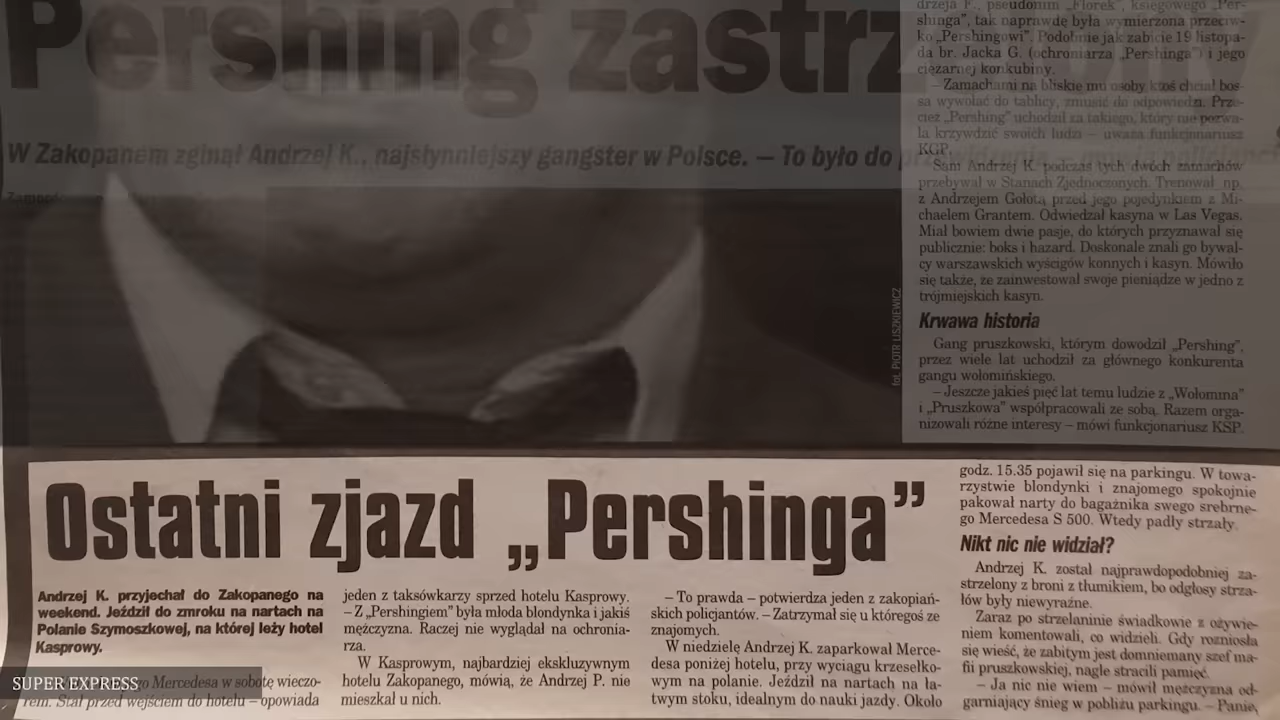 Pershing zastrz
W Zakopanem zginął Andrzej K., najsłynniejszy gangster w Polsce. — To było do
drzeja F., pseudonim „Florek", księgowego „Per-
shinga", tak naprawdę była wymierzona przeciw-
ko „Pershingowi". Podobnie jak zabicie 19 listopa-
da br. Jacka G. (ochroniarza „Pershinga") i jego
ciężarnej konkubiny.
– Zamachami na bliskie mu osoby ktoś chciał bos-
sa wywołać do tablicy, zmusić do odpowiedzi. Prze-
cież „Pershing" uchodził za takiego, który nie pozwa-
la krzywdzić swoich ludzi – uważa funkcjonariusz
KGP.
Sam Andrzej K. podczas tych dwóch zamachów
przebywał w Stanach Zjednoczonych. Trenował np.
z Andrzejem Gołotą przed jego pojedynkiem z Mi-
chaelem Grantem. Odwiedzał kasyna w Las Vegas.
Miał bowiem dwie pasje, do których przyznawał się
publicznie: boks i hazard. Doskonale znali go bywal-
cy warszawskich wyścigów konnych i kasyn. Mówiło
się także, że zainwestował swoje pieniądze w jedno z
trójmiejskich kasyn.
Krwawa historia
Gang pruszkowski, którym dowodził „Pershing",
przez wiele lat uchodził za głównego konkurenta
gangu wołomińskiego.
– Jeszcze jakieś pięć lat temu ludzie z „Wołomina"
i „Pruszkowa" współpracowali ze sobą. Razem orga-
nizowali różne interesy – mówi funkcjonariusz KSP.
fot. PIOTR LISZKIEWICZ
Ostatni zjazd „Pershinga”
Andrzej K. przyjechał do Zakopanego na
weekend. Jeździł do zmroku na nartach na
Polanie Szymoszkowej, na której leży hotel
Kasprowy.
go Mercedesa w sobotę wieczo-
rem. Stał przed wejściem do hotelu – opowiada
jeden z taksówkarzy sprzed hotelu Kasprowy.
– Z „Pershingiem" była młoda blondynka i jakiś
mężczyzna. Raczej nie wyglądał na ochronia-
rza.
W Kasprowym, najbardziej ekskluzywnym
hotelu Zakopanego, mówią, że Andrzej P. nie
mieszkał u nich.
– To prawda – potwierdza jeden z zakopiań-
skich policjantów. – Zatrzymał się u któregoś ze
znajomych.
W niedzielę Andrzej K. zaparkował Merce-
desa poniżej hotelu, przy wyciągu krzesełko-
wym na polanie. Jeździł na nartach na ła-
twym stoku, idealnym do nauki jazdy. Około
godz. 15.35 pojawił się na parkingu. W towa-
rzystwie blondynki i znajomego spokojnie
pakował narty do bagażnika swego srebrne-
go Mercedesa S 500. Wtedy padły strzały.
Nikt nic nie widział?
Andrzej K. został najprawdopodobniej za-
strzelony z broni z tłumikiem, bo odgłosy strza-
łów były niewyraźne.
Zaraz po strzelaninie świadkowie z ożywie-
niem komentowali, co widzieli. Gdy rozniosła
się wieść, że zabitym jest domniemany szef ma-
fii pruszkowskiej, nagle stracili pamięć.
– Ja nic nie wiem – mówił mężczyzna od-
garniający śnieg w pobliżu parkingu. – Panie,
SUPER EXPRESS